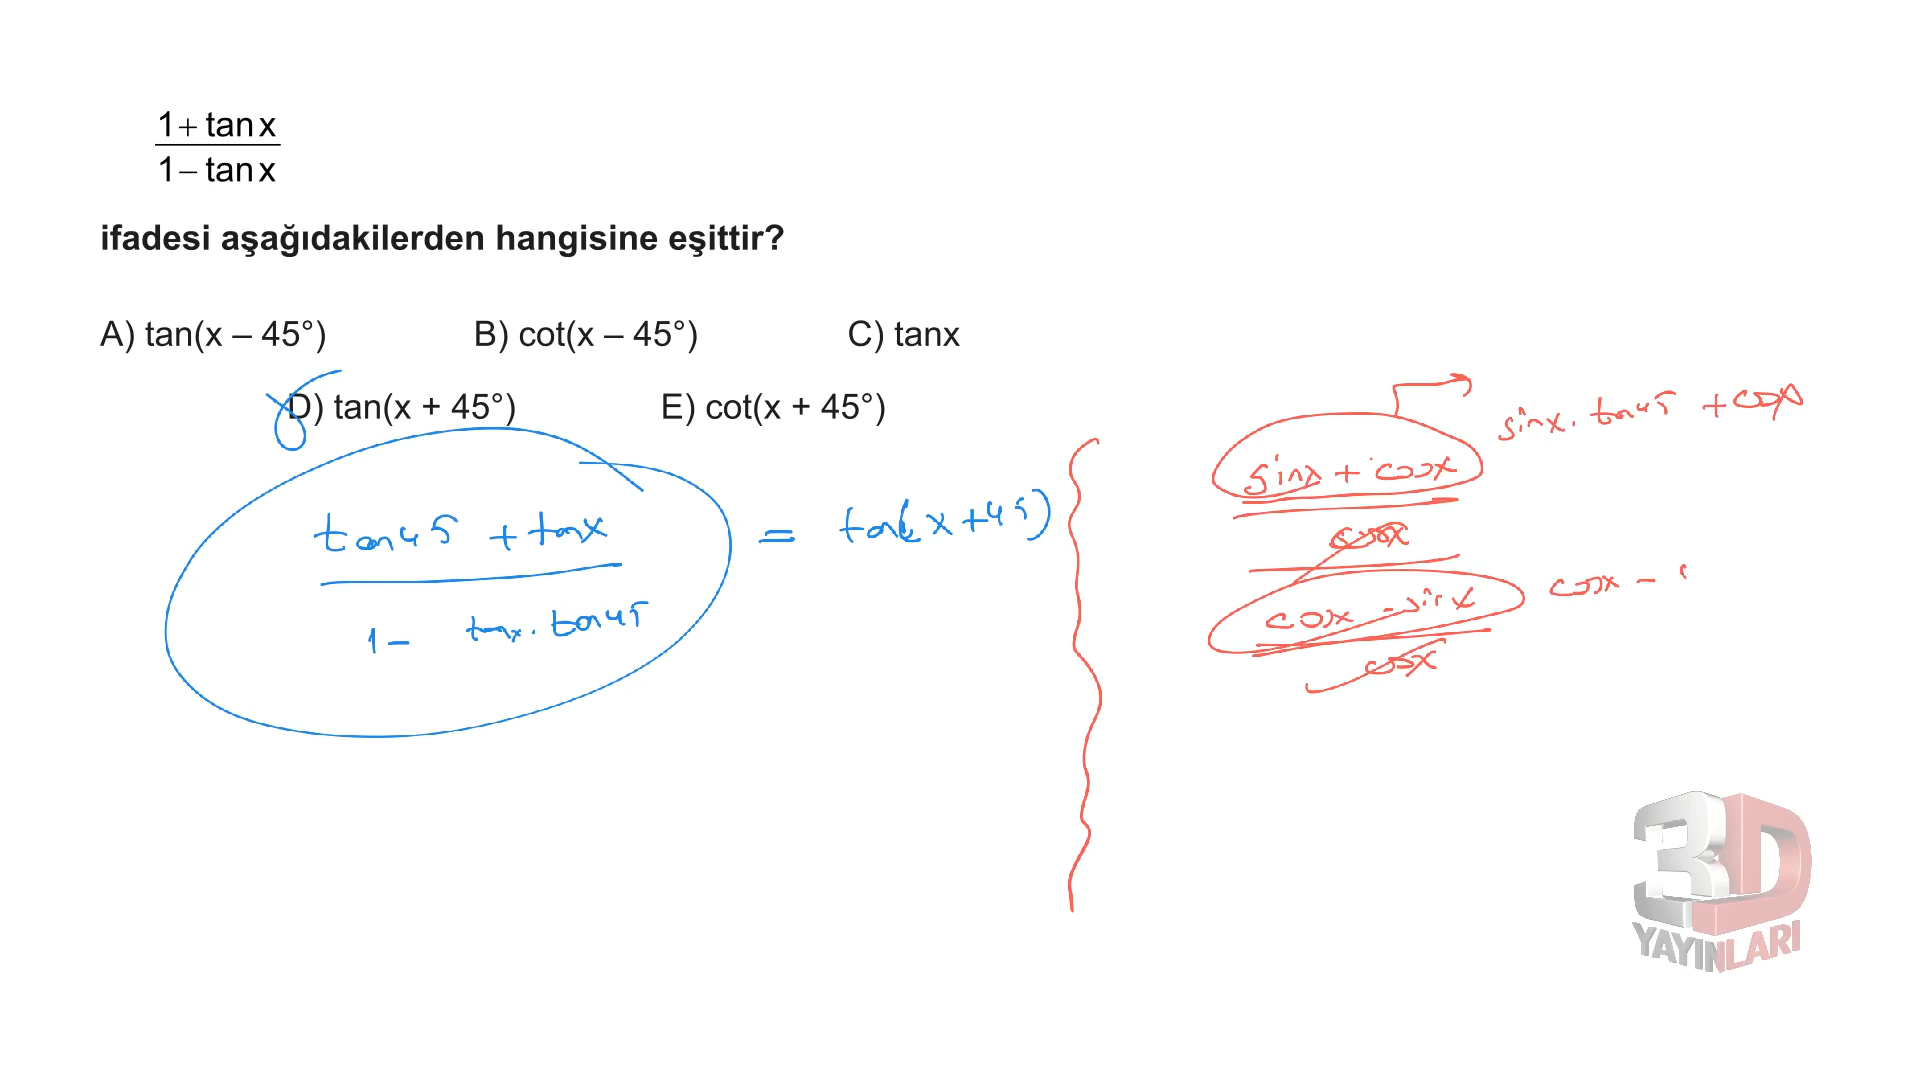 1+ tan x
1– tan x
ifadesi aşağıdakilerden hangisine eşittir?
A) tan(x – 45°) B) cot(x – 45°) C) tanx
D) tan(x + 45°) E) cot(x + 45°)
tan45 + tanx = tan(x+45)
1- tanx. tan45
sinx. tan45 + cosx
sinx + cosx
cosx
cosx - sinx cosx - s
cosx
3D
YAYINLARI